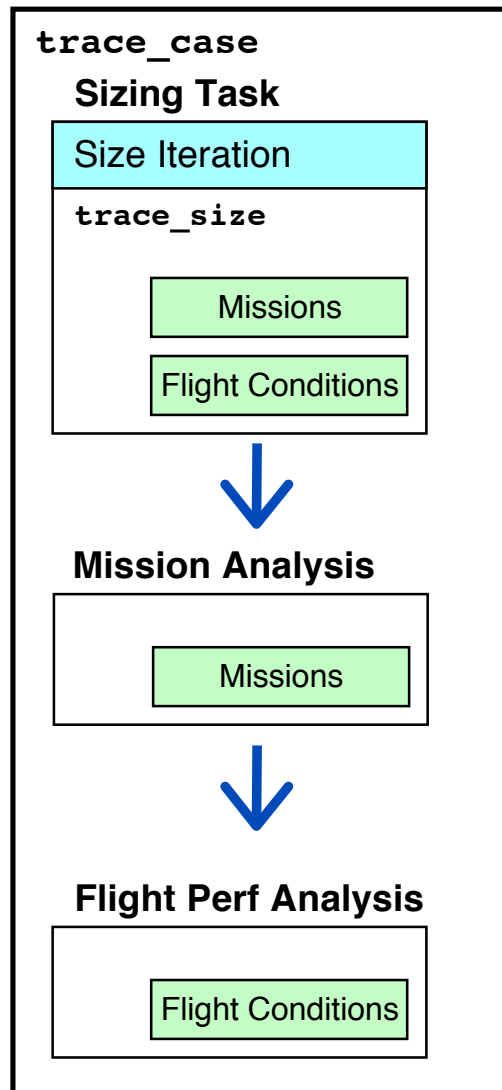 trace_case
Sizing Task
Size Iteration
trace_size
Missions
Flight Conditions
Mission Analysis
Missions
Flight Perf Analysis
Flight Conditions